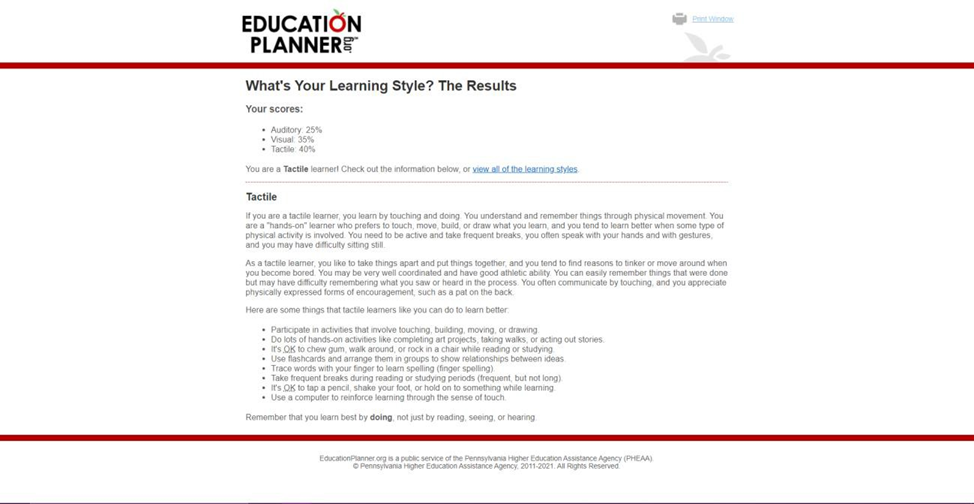 EDUCATION
PLANNER.org
Print Window
What's Your Learning Style? The Results
Your scores:
• Auditory: 25%
• Visual: 35%
• Tactile: 40%
You are a Tactile learner! Check out the information below, or view all of the learning styles.
Tactile
If you are a tactile learner, you learn by touching and doing. You understand and remember things through physical movement. You
are a "hands-on" learner who prefers to touch, move, build, or draw what you learn, and you tend to learn better when some type of
physical activity is involved. You need to be active and take frequent breaks, you often speak with your hands and with gestures,
and you may have difficulty sitting still.
As a tactile learner, you like to take things apart and put things together, and you tend to find reasons to tinker or move around when
you become bored. You may be very well coordinated and have good athletic ability. You can easily remember things that were done
but may have difficulty remembering what you saw or heard in the process. You often communicate by touching, and you appreciate
physically expressed forms of encouragement, such as a pat on the back.
Here are some things that tactile learners like you can do to learn better:
• Participate in activities that involve touching, building, moving, or drawing.
• Do lots of hands-on activities like completing art projects, taking walks, or acting out stories.
• It's OK to chew gum, walk around, or rock in a chair while reading or studying.
• Use flashcards and arrange them in groups to show relationships between ideas.
• Trace words with your finger to learn spelling (finger spelling).
• Take frequent breaks during reading or studying periods (frequent, but not long).
• It's OK to tap a pencil, shake your foot, or hold on to something while learning.
• Use a computer to reinforce learning through the sense of touch.
Remember that you learn best by doing, not just by reading, seeing, or hearing.
EducationPlanner.org is a public service of the Pennsylvania Higher Education Assistance Agency (PHEAA).
© Pennsylvania Higher Education Assistance Agency, 2011-2021. All Rights Reserved.